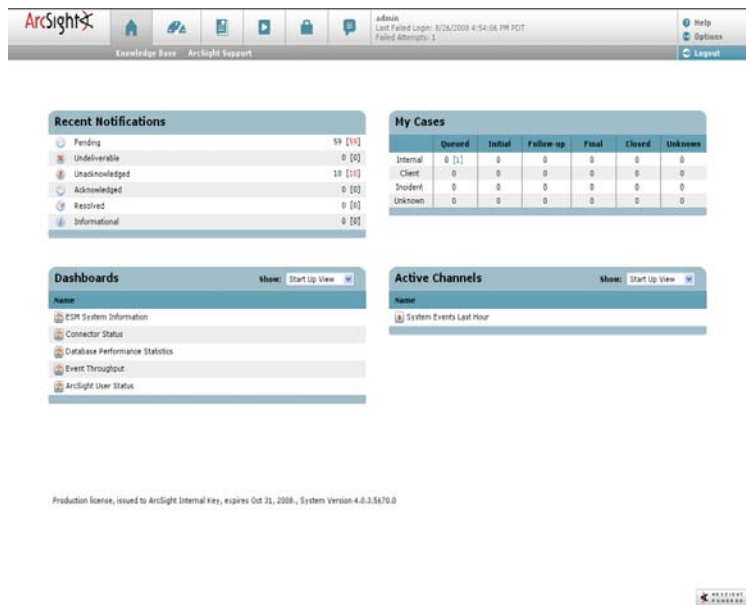 ArcSight
admin
Last Failed Login: 8/26/2008 4:54:06 PM PDT
Failed Attempts: 1
Help
Options
Logout
Knowledge Base ArcSight Support
Recent Notifications
Pending 59 [59]
Undeliverable 0 [0]
Unacknowledged 10 [10]
Acknowledged 0 [0]
Resolved 0 [0]
Informational 0 [0]
My Cases
Queued Initial Follow-up Final Closed Unknown
Internal 0 [1] 0 0 0 0 0
Client 0 0 0 0 0 0
Incident 0 0 0 0 0 0
Unknown 0 0 0 0 0 0
Dashboards Show: Start Up View
Name
ESM System Information
Connector Status
Database Performance Statistics
Event Throughput
ArcSight User Status
Active Channels Show: Start Up View
Name
System Events Last Hour
Production license, issued to ArcSight Internal Key, expires Oct 31, 2008., System Version 4.0.3.5670.0
ARCSIGHT
POWERED